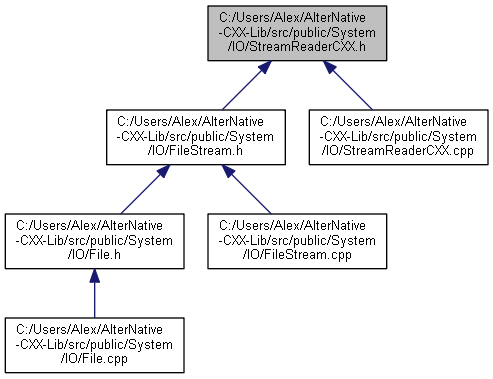 C:/Users/Alex/AlterNative
-CXX-Lib/src/public/System
/IO/StreamReaderCXX.h
C:/Users/Alex/AlterNative
-CXX-Lib/src/public/System
/IO/FileStream.h
C:/Users/Alex/AlterNative
-CXX-Lib/src/public/System
/IO/StreamReaderCXX.cpp
C:/Users/Alex/AlterNative
-CXX-Lib/src/public/System
/IO/File.h
C:/Users/Alex/AlterNative
-CXX-Lib/src/public/System
/IO/FileStream.cpp
C:/Users/Alex/AlterNative
-CXX-Lib/src/public/System
/IO/File.cpp